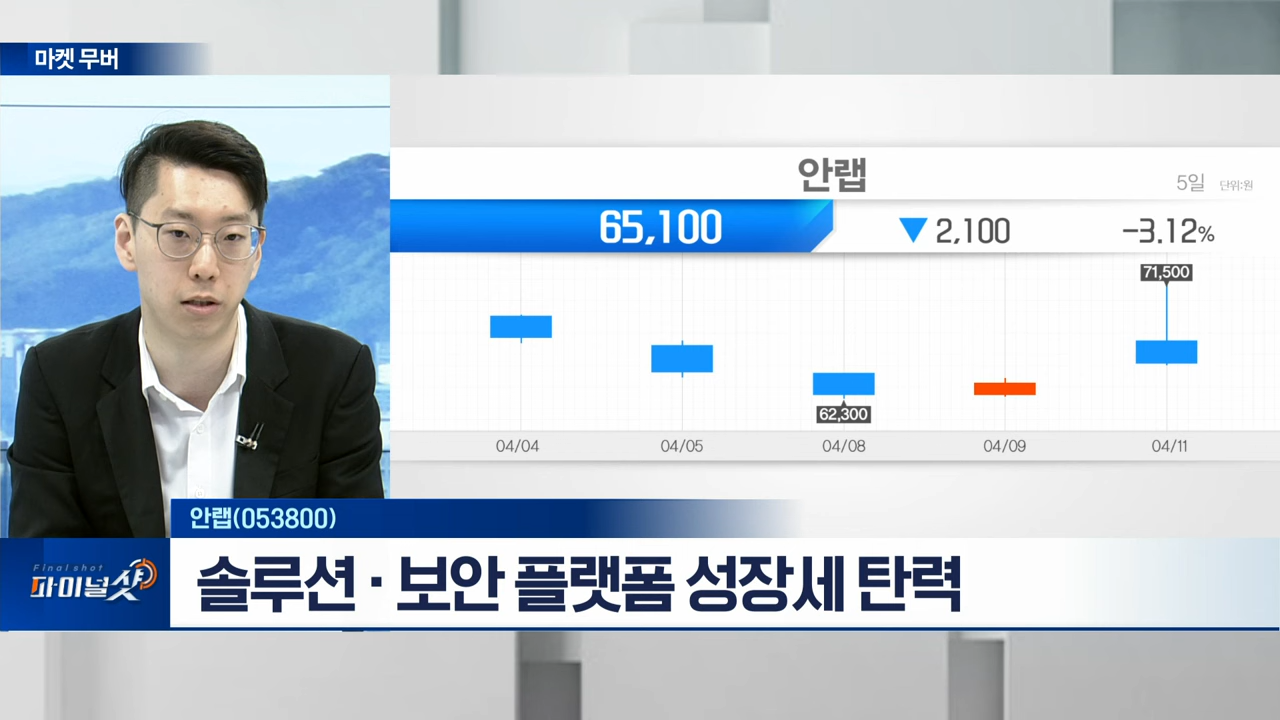 마켓 무버
안랩
5일 단위:원
65,100 ▼ 2,100 -3.12%
71,500
62,300
04/04 04/05 04/08 04/09 04/11
안랩(053800)
Final shot
파이널샷
솔루션·보안 플랫폼 성장세 탄력